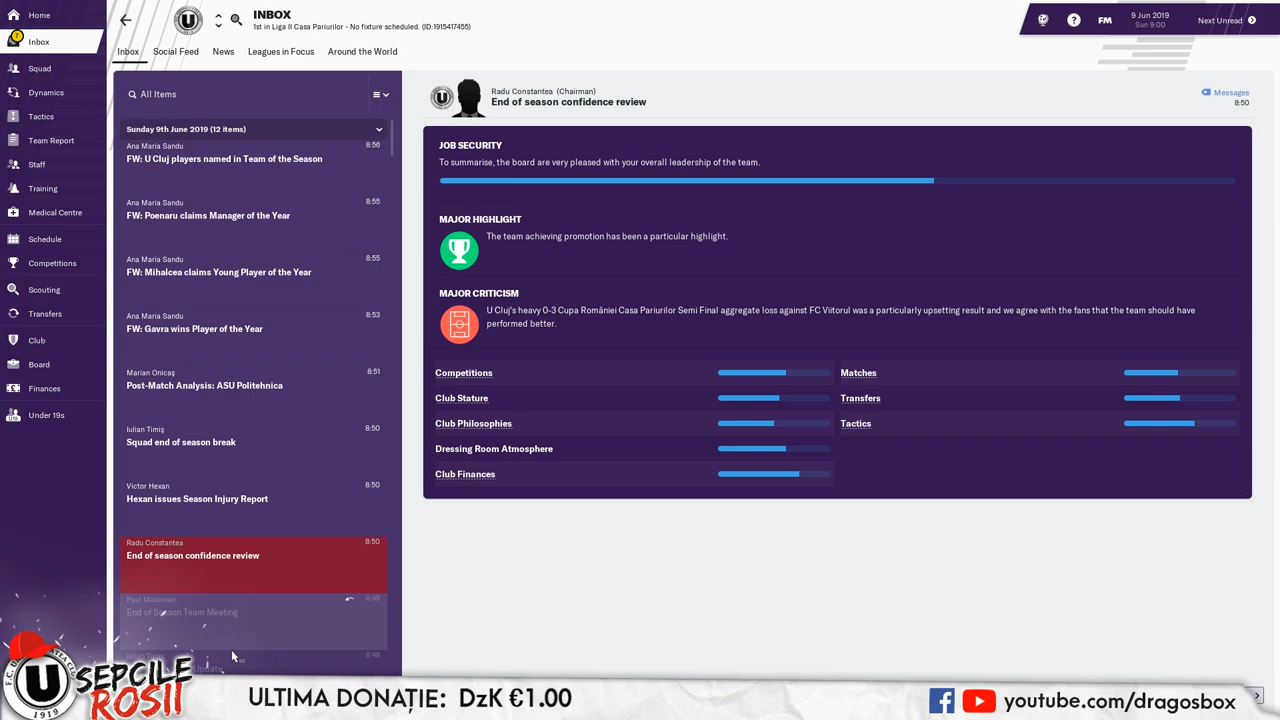 Home
7
Inbox
Squad
Dynamics
Tactics
Team Report
Staff
Training
Medical Centre
Schedule
Competitions
Scouting
Transfers
Club
Board
Finances
Under 19s
INBOX
1st in Liga II Casa Pariurilor - No fixture scheduled. (ID:1915417455)
FM
9 Jun 2019
Sun 9:00
Next Unread
Inbox
Social Feed
News
Leagues in Focus
Around the World
All Items
Sunday 9th June 2019 (12 items)
Ana Maria Sandu
8:56
FW: U Cluj players named in Team of the Season
Ana Maria Sandu
8:55
FW: Poenaru claims Manager of the Year
Ana Maria Sandu
8:55
FW: Mihalcea claims Young Player of the Year
Ana Maria Sandu
8:53
FW: Gavra wins Player of the Year
Marian Onicaş
8:51
Post-Match Analysis: ASU Politehnica
Iulian Timiş
8:50
Squad end of season break
Victor Hexan
8:50
Hexan issues Season Injury Report
Radu Constantea
8:50
End of season confidence review
Paul Moldovan
8:49
End of Season Team Meeting
Iulian Timiş
8:48
Update
Radu Constantea (Chairman)
End of season confidence review
Messages
8:50
JOB SECURITY
To summarise, the board are very pleased with your overall leadership of the team.
MAJOR HIGHLIGHT
The team achieving promotion has been a particular highlight.
MAJOR CRITICISM
U Cluj's heavy 0-3 Cupa României Casa Pariurilor Semi Final aggregate loss against FC Viitorul was a particularly upsetting result and we agree with the fans that the team should have
performed better.
Competitions
Matches
Club Stature
Transfers
Club Philosophies
Tactics
Dressing Room Atmosphere
Club Finances
U
1919
SEPCILE
ROSII
ULTIMA DONAȚIE: DzK €1.00
youtube.com/dragosbox